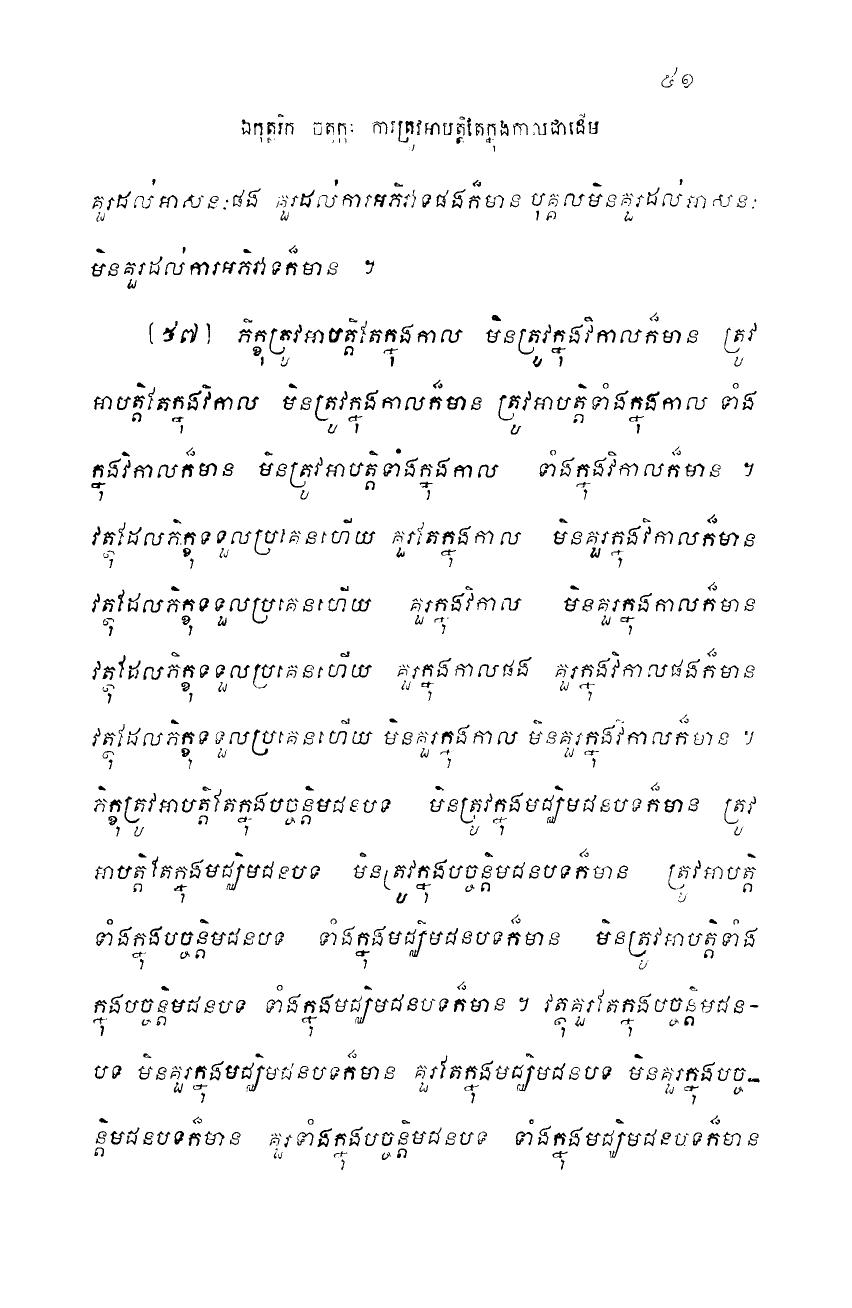 ៥១
ឯកុត្តរិក ចតុក្កៈ ការត្រូវអាបត្តិតែក្នុងកាលជាដើម
គួរដល់អាសនៈផង គួរដល់ការអភិវាទផងក៏មាន បុគ្គលមិនគួរដល់អាសនៈ
មិនគួរដល់ការអភិវាទក៏មាន ។
(៥៧) ភិក្ខុត្រូវអាបត្តិតែក្នុងកាល មិនត្រូវក្នុងវិកាលក៏មាន ត្រូវ
អាបត្តិតែក្នុងវិកាល មិនត្រូវក្នុងកាលក៏មាន ត្រូវអាបត្តិទាំងក្នុងកាល ទាំង
ក្នុងវិកាលក៏មាន មិនត្រូវអាបត្តិទាំងក្នុងកាល ទាំងក្នុងវិកាលក៏មាន ។
វត្ថុដែលភិក្ខុទទួលប្រគេនហើយ គួរតែក្នុងកាល មិនគួរក្នុងវិកាលក៏មាន
វត្ថុដែលភិក្ខុទទួលប្រគេនហើយ គួរក្នុងវិកាល មិនគួរក្នុងកាលក៏មាន
វត្ថុដែលភិក្ខុទទួលប្រគេនហើយ គួរក្នុងកាលផង គួរក្នុងវិកាលផងក៏មាន
វត្ថុដែលភិក្ខុទទួលប្រគេនហើយ មិនគួរក្នុងកាល មិនគួរក្នុងវិកាលក៏មាន ។
ភិក្ខុត្រូវអាបត្តិតែក្នុងបច្ចន្តិមជនបទ មិនត្រូវក្នុងមជ្ឈិមជនបទក៏មាន ត្រូវ
អាបត្តិតែក្នុងមជ្ឈិមជនបទ មិនត្រូវក្នុងបច្ចន្តិមជនបទក៏មាន ត្រូវអាបត្តិ
ទាំងក្នុងបច្ចន្តិមជនបទ ទាំងក្នុងមជ្ឈិមជនបទក៏មាន មិនត្រូវអាបត្តិទាំង
ក្នុងបច្ចន្តិមជនបទ ទាំងក្នុងមជ្ឈិមជនបទក៏មាន ។ វត្ថុគួរតែក្នុងបច្ចន្តិមជន-
បទ មិនគួរក្នុងមជ្ឈិមជនបទក៏មាន គួរតែក្នុងមជ្ឈិមជនបទ មិនគួរក្នុងបច្ច-
ន្តិមជនបទក៏មាន គួរទាំងក្នុងបច្ចន្តិមជនបទ ទាំងក្នុងមជ្ឈិមជនបទក៏មាន